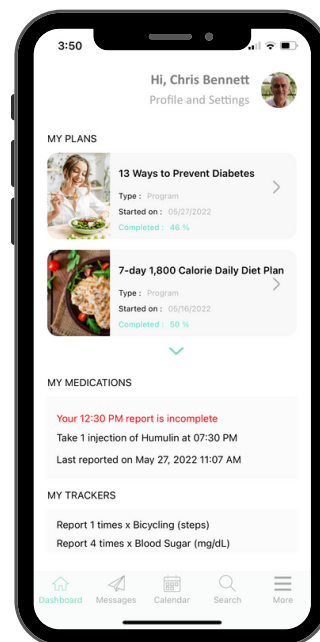 3:50
Hi, Chris Bennett
Profile and Settings
MY PLANS
13 Ways to Prevent Diabetes
Type : Program
Started on : 05/27/2022
Completed : 46 %
7-day 1,800 Calorie Daily Diet Plan
Type : Program
Started on : 05/16/2022
Completed : 50 %
MY MEDICATIONS
Your 12:30 PM report is incomplete
Take 1 injection of Humulin at 07:30 PM
Last reported on May 27, 2022 11:07 AM
MY TRACKERS
Report 1 times x Bicycling (steps)
Report 4 times x Blood Sugar (mg/dL)
Dashboard Messages Calendar Search More